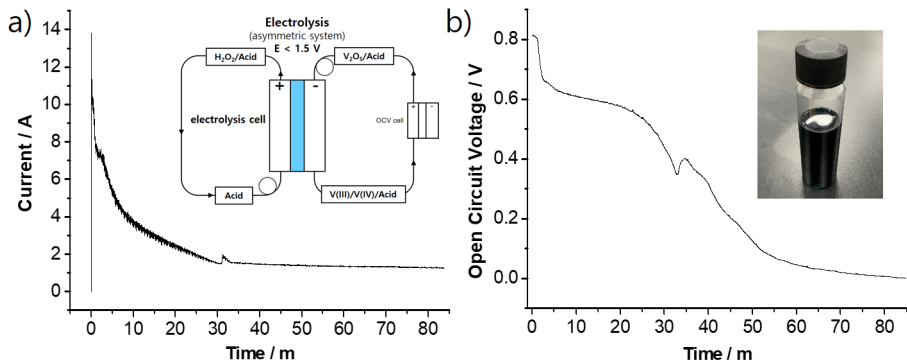 a)
Electrolysis
(asymmetric system)
E < 1.5 V
H₂O₂/Acid
V₂O₅/Acid
+
-
electrolysis cell
+
-
OCV cell
Acid
V(III)/V(IV)/Acid
Current / A
14
12
10
8
6
4
2
0
0 10 20 30 40 50 60 70 80
Time / m
b)
Open Circuit Voltage / V
0.8
0.6
0.4
0.2
0.0
0 10 20 30 40 50 60 70 80
Time / m